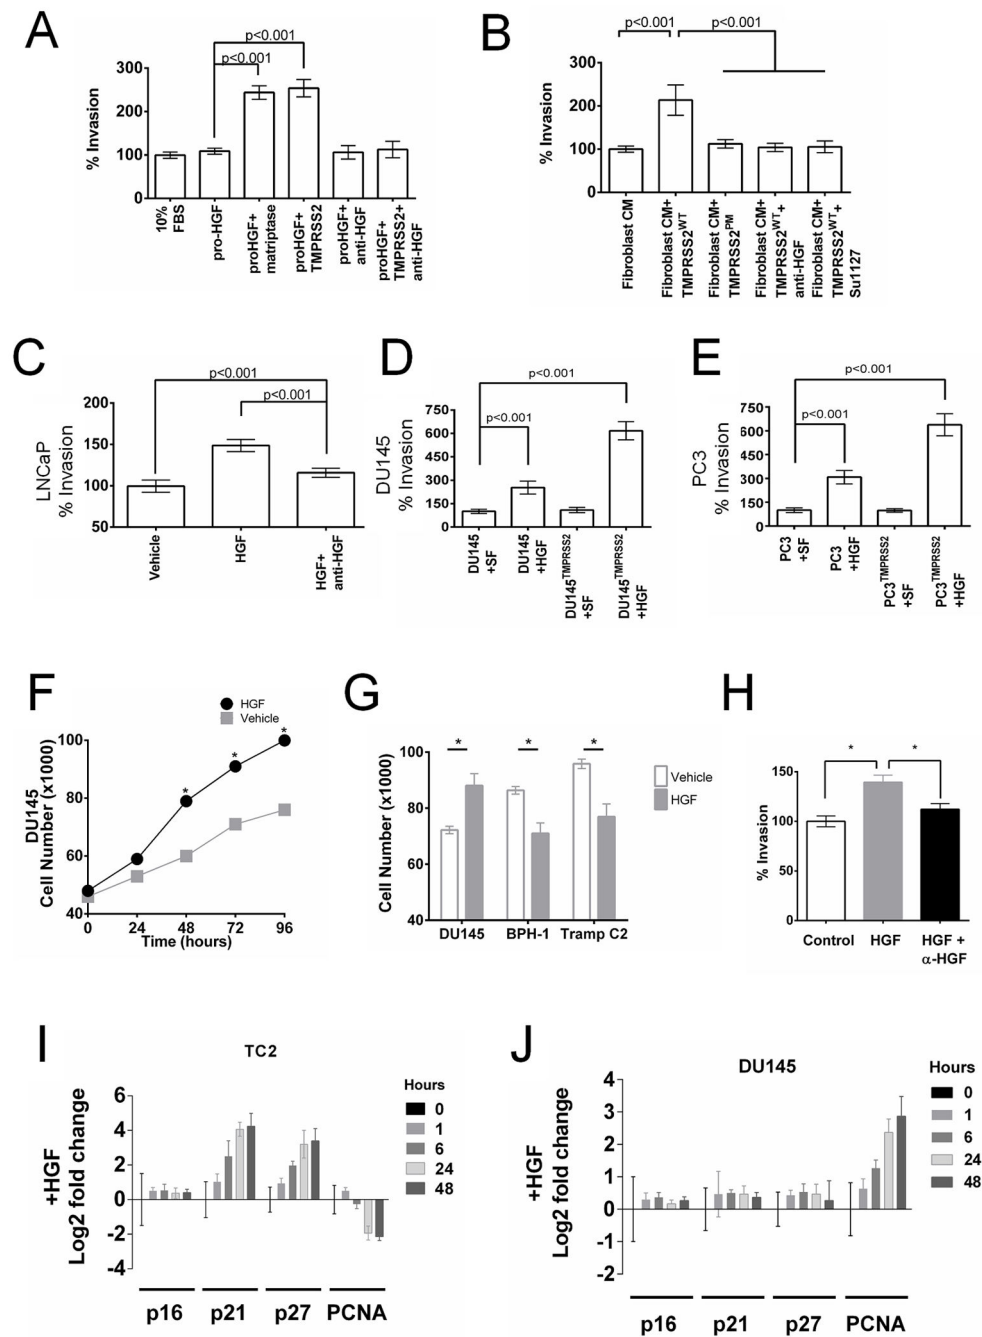 A
p<0.001
p<0.001
300
200
100
0
% Invasion
10%
FBS
pro-HGF
proHGF+
matriptase
proHGF+
TMPRSS2
proHGF+
anti-HGF
proHGF+
TMPRSS2+
anti-HGF
B
p<0.001
p<0.001
300
200
100
0
% Invasion
Fibroblast CM
Fibroblast CM+
TMPRSS2WT
Fibroblast CM+
TMPRSS2PM
Fibroblast CM+
TMPRSS2WT+
anti-HGF
Fibroblast CM+
TMPRSS2WT+
Su1127
C
p<0.001
p<0.001
200
150
100
50
LNCaP
% Invasion
Vehicle
HGF
HGF+
anti-HGF
D
p<0.001
p<0.001
750
600
450
300
150
0
DU145
% Invasion
DU145
+SF
DU145
+HGF
DU145TMPRSS2
+SF
DU145TMPRSS2
+HGF
E
p<0.001
p<0.001
750
600
450
300
150
0
PC3
% Invasion
PC3
+SF
PC3
+HGF
PC3TMPRSS2
+SF
PC3TMPRSS2
+HGF
F
HGF
Vehicle
100
80
60
40
DU145
Cell Number (x1000)
* * *
0 24 48 72 96
Time (hours)
G
* * *
100
80
60
40
Cell Number (x1000)
Vehicle
HGF
DU145 BPH-1 Tramp C2
H
* *
150
100
50
0
% Invasion
Control HGF HGF +
α-HGF
I
TC2
6
4
2
0
-2
-4
+HGF
Log2 fold change
Hours
0
1
6
24
48
p16 p21 p27 PCNA
J
DU145
4
3
2
1
0
-1
-2
+HGF
Log2 fold change
Hours
0
1
6
24
48
p16 p21 p27 PCNA